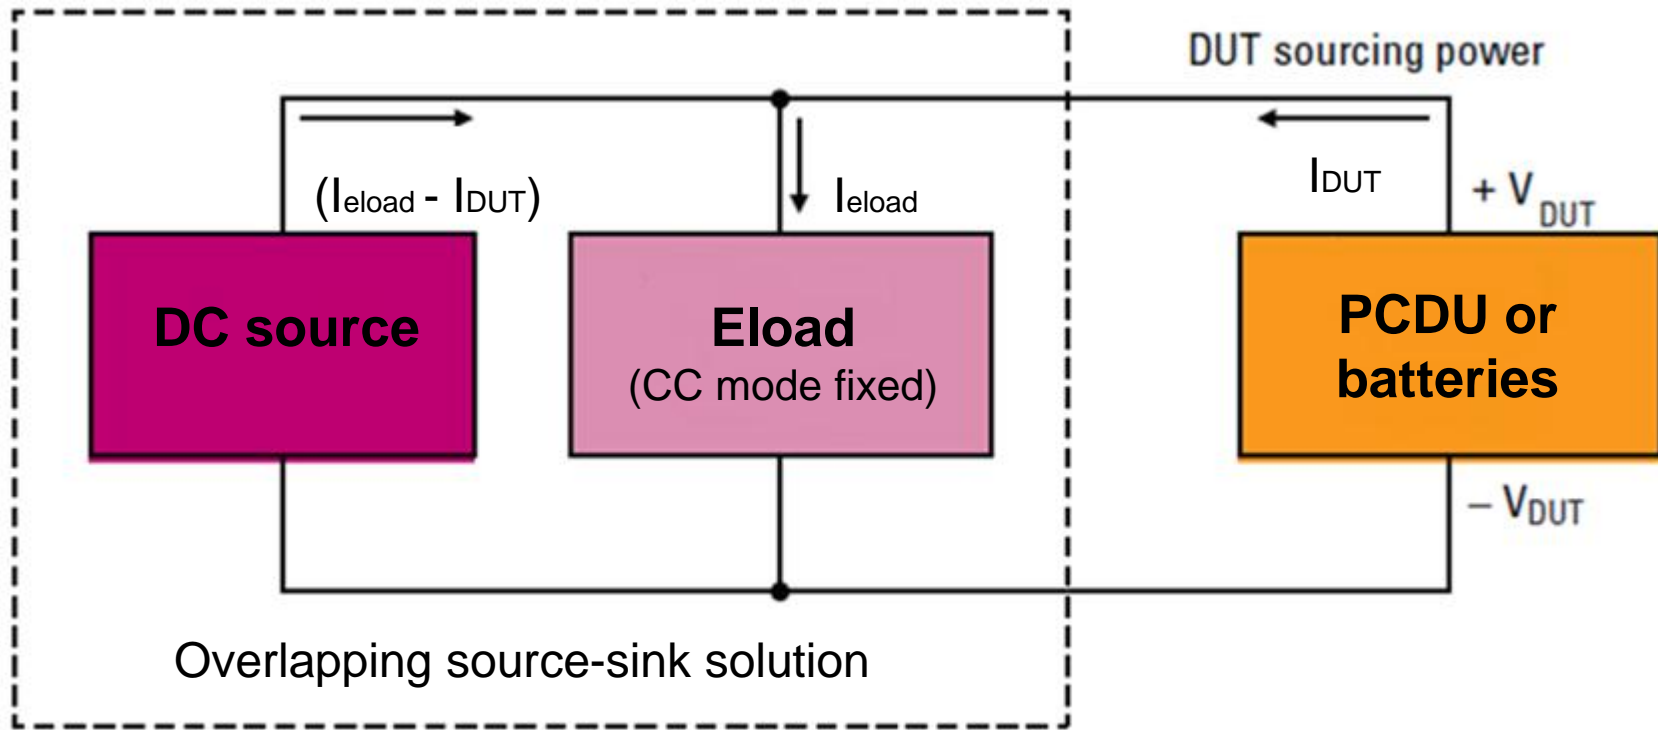 DUT sourcing power
(Ieload - IDUT)
Ieload
IDUT
+ VDUT
DC source
Eload
(CC mode fixed)
PCDU or
batteries
– VDUT
Overlapping source-sink solution